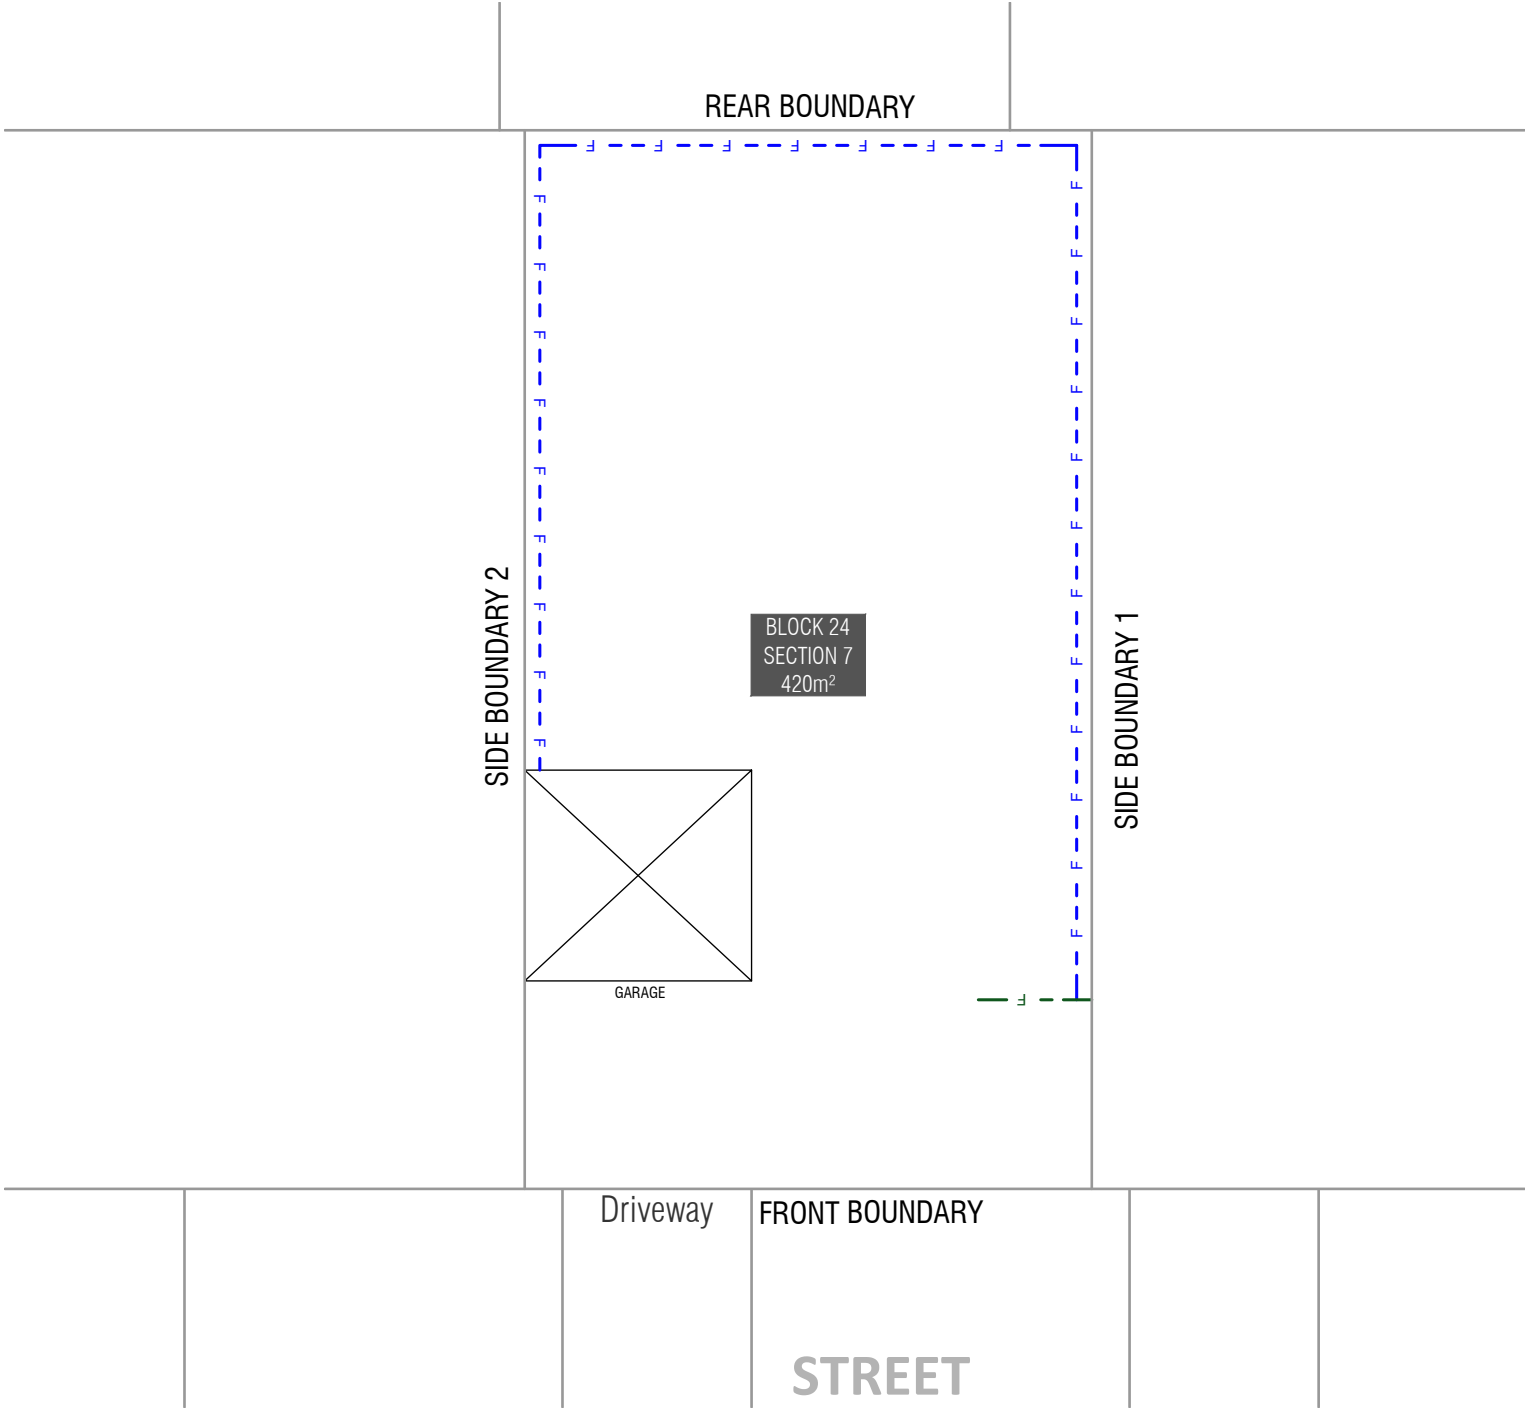 REAR BOUNDARY
SIDE BOUNDARY 2
BLOCK 24
SECTION 7
420m²
SIDE BOUNDARY 1
GARAGE
Driveway
FRONT BOUNDARY
STREET